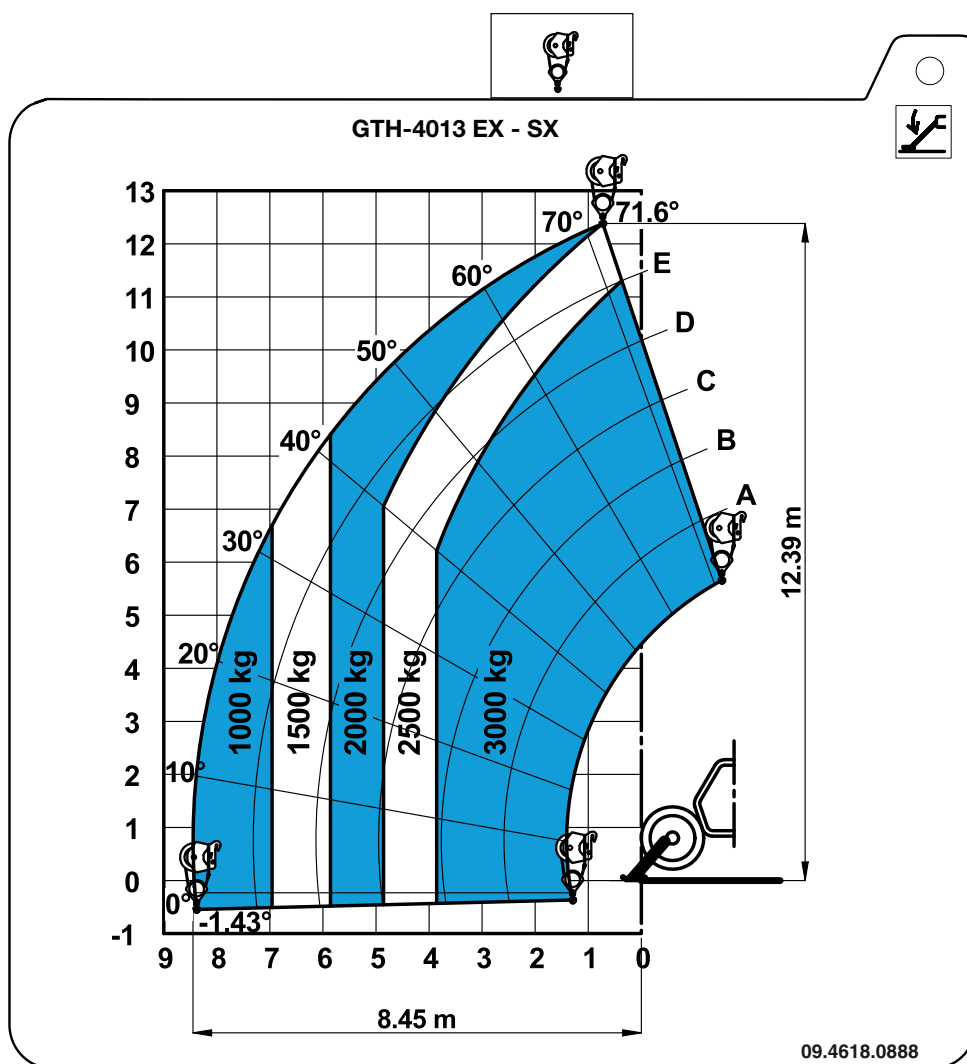 GTH-4013 EX - SX
13
12
11
10
9
8
7
6
5
4
3
2
1
0
-1
9 8 7 6 5 4 3 2 1 0
70°
71.6°
60°
50°
40°
30°
20°
10°
0°
-1.43°
E
D
C
B
A
1000 kg
1500 kg
2000 kg
2500 kg
3000 kg
12.39 m
8.45 m
09.4618.0888